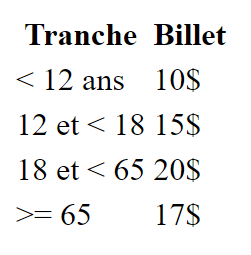 Tranche Billet
< 12 ans 10$
12 et < 18 15$
18 et < 65 20$
>= 65 17$